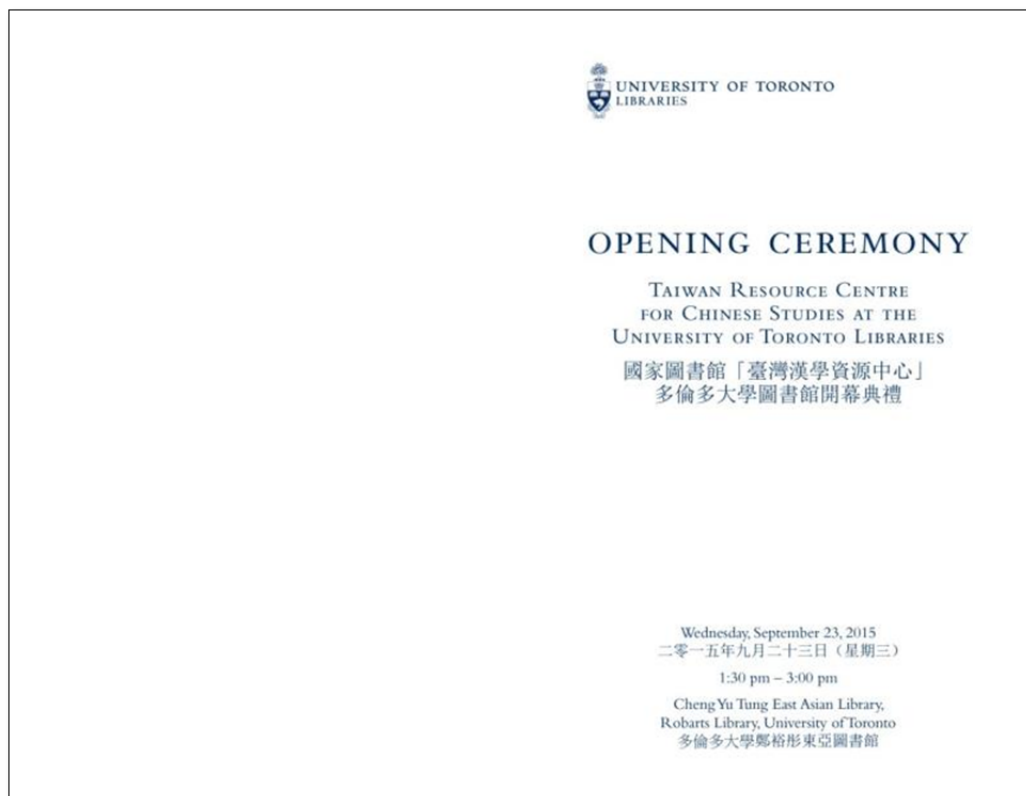 UNIVERSITY OF TORONTO
LIBRARIES
OPENING CEREMONY
TAIWAN RESOURCE CENTRE
FOR CHINESE STUDIES AT THE
UNIVERSITY OF TORONTO LIBRARIES
國家圖書館「臺灣漢學資源中心」
多倫多大學圖書館開幕典禮
Wednesday, September 23, 2015
二零一五年九月二十三日（星期三）
1:30 pm – 3:00 pm
Cheng Yu Tung East Asian Library,
Robarts Library, University of Toronto
多倫多大學鄭裕彤東亞圖書館